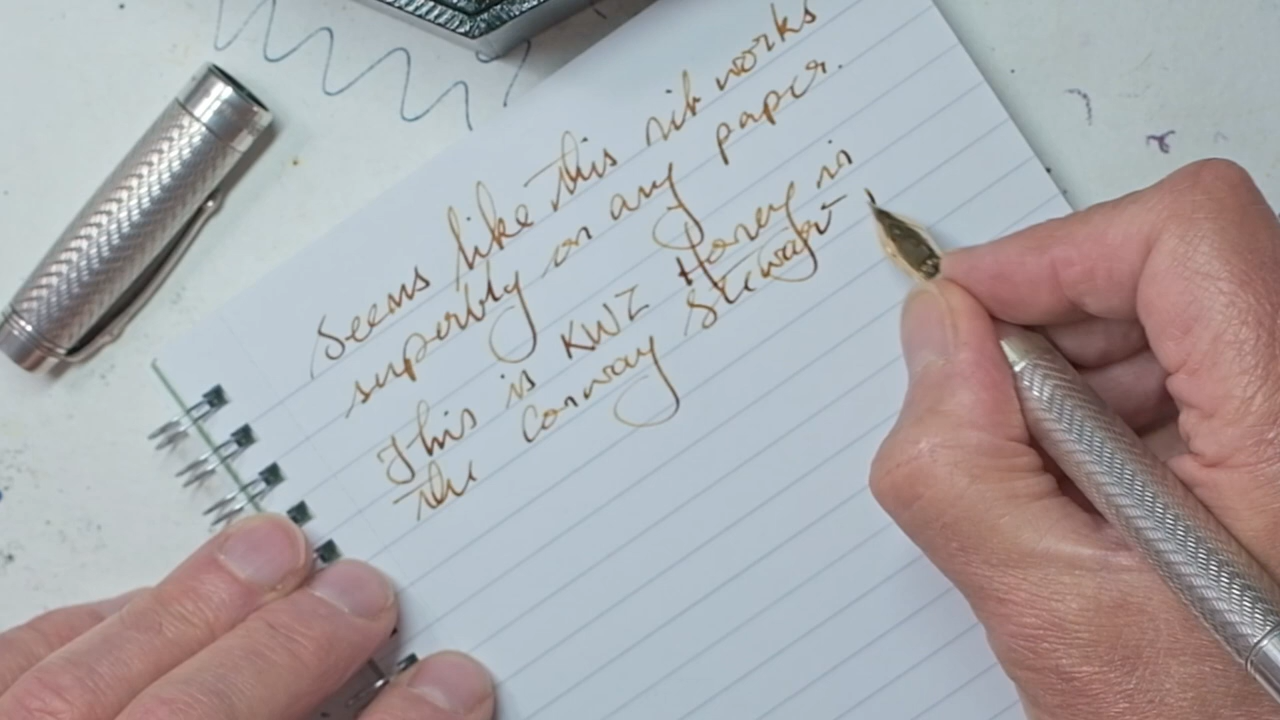 Seems like this nib works
superbly on any paper.
This is KWZ Honey in
the Conway Stewart